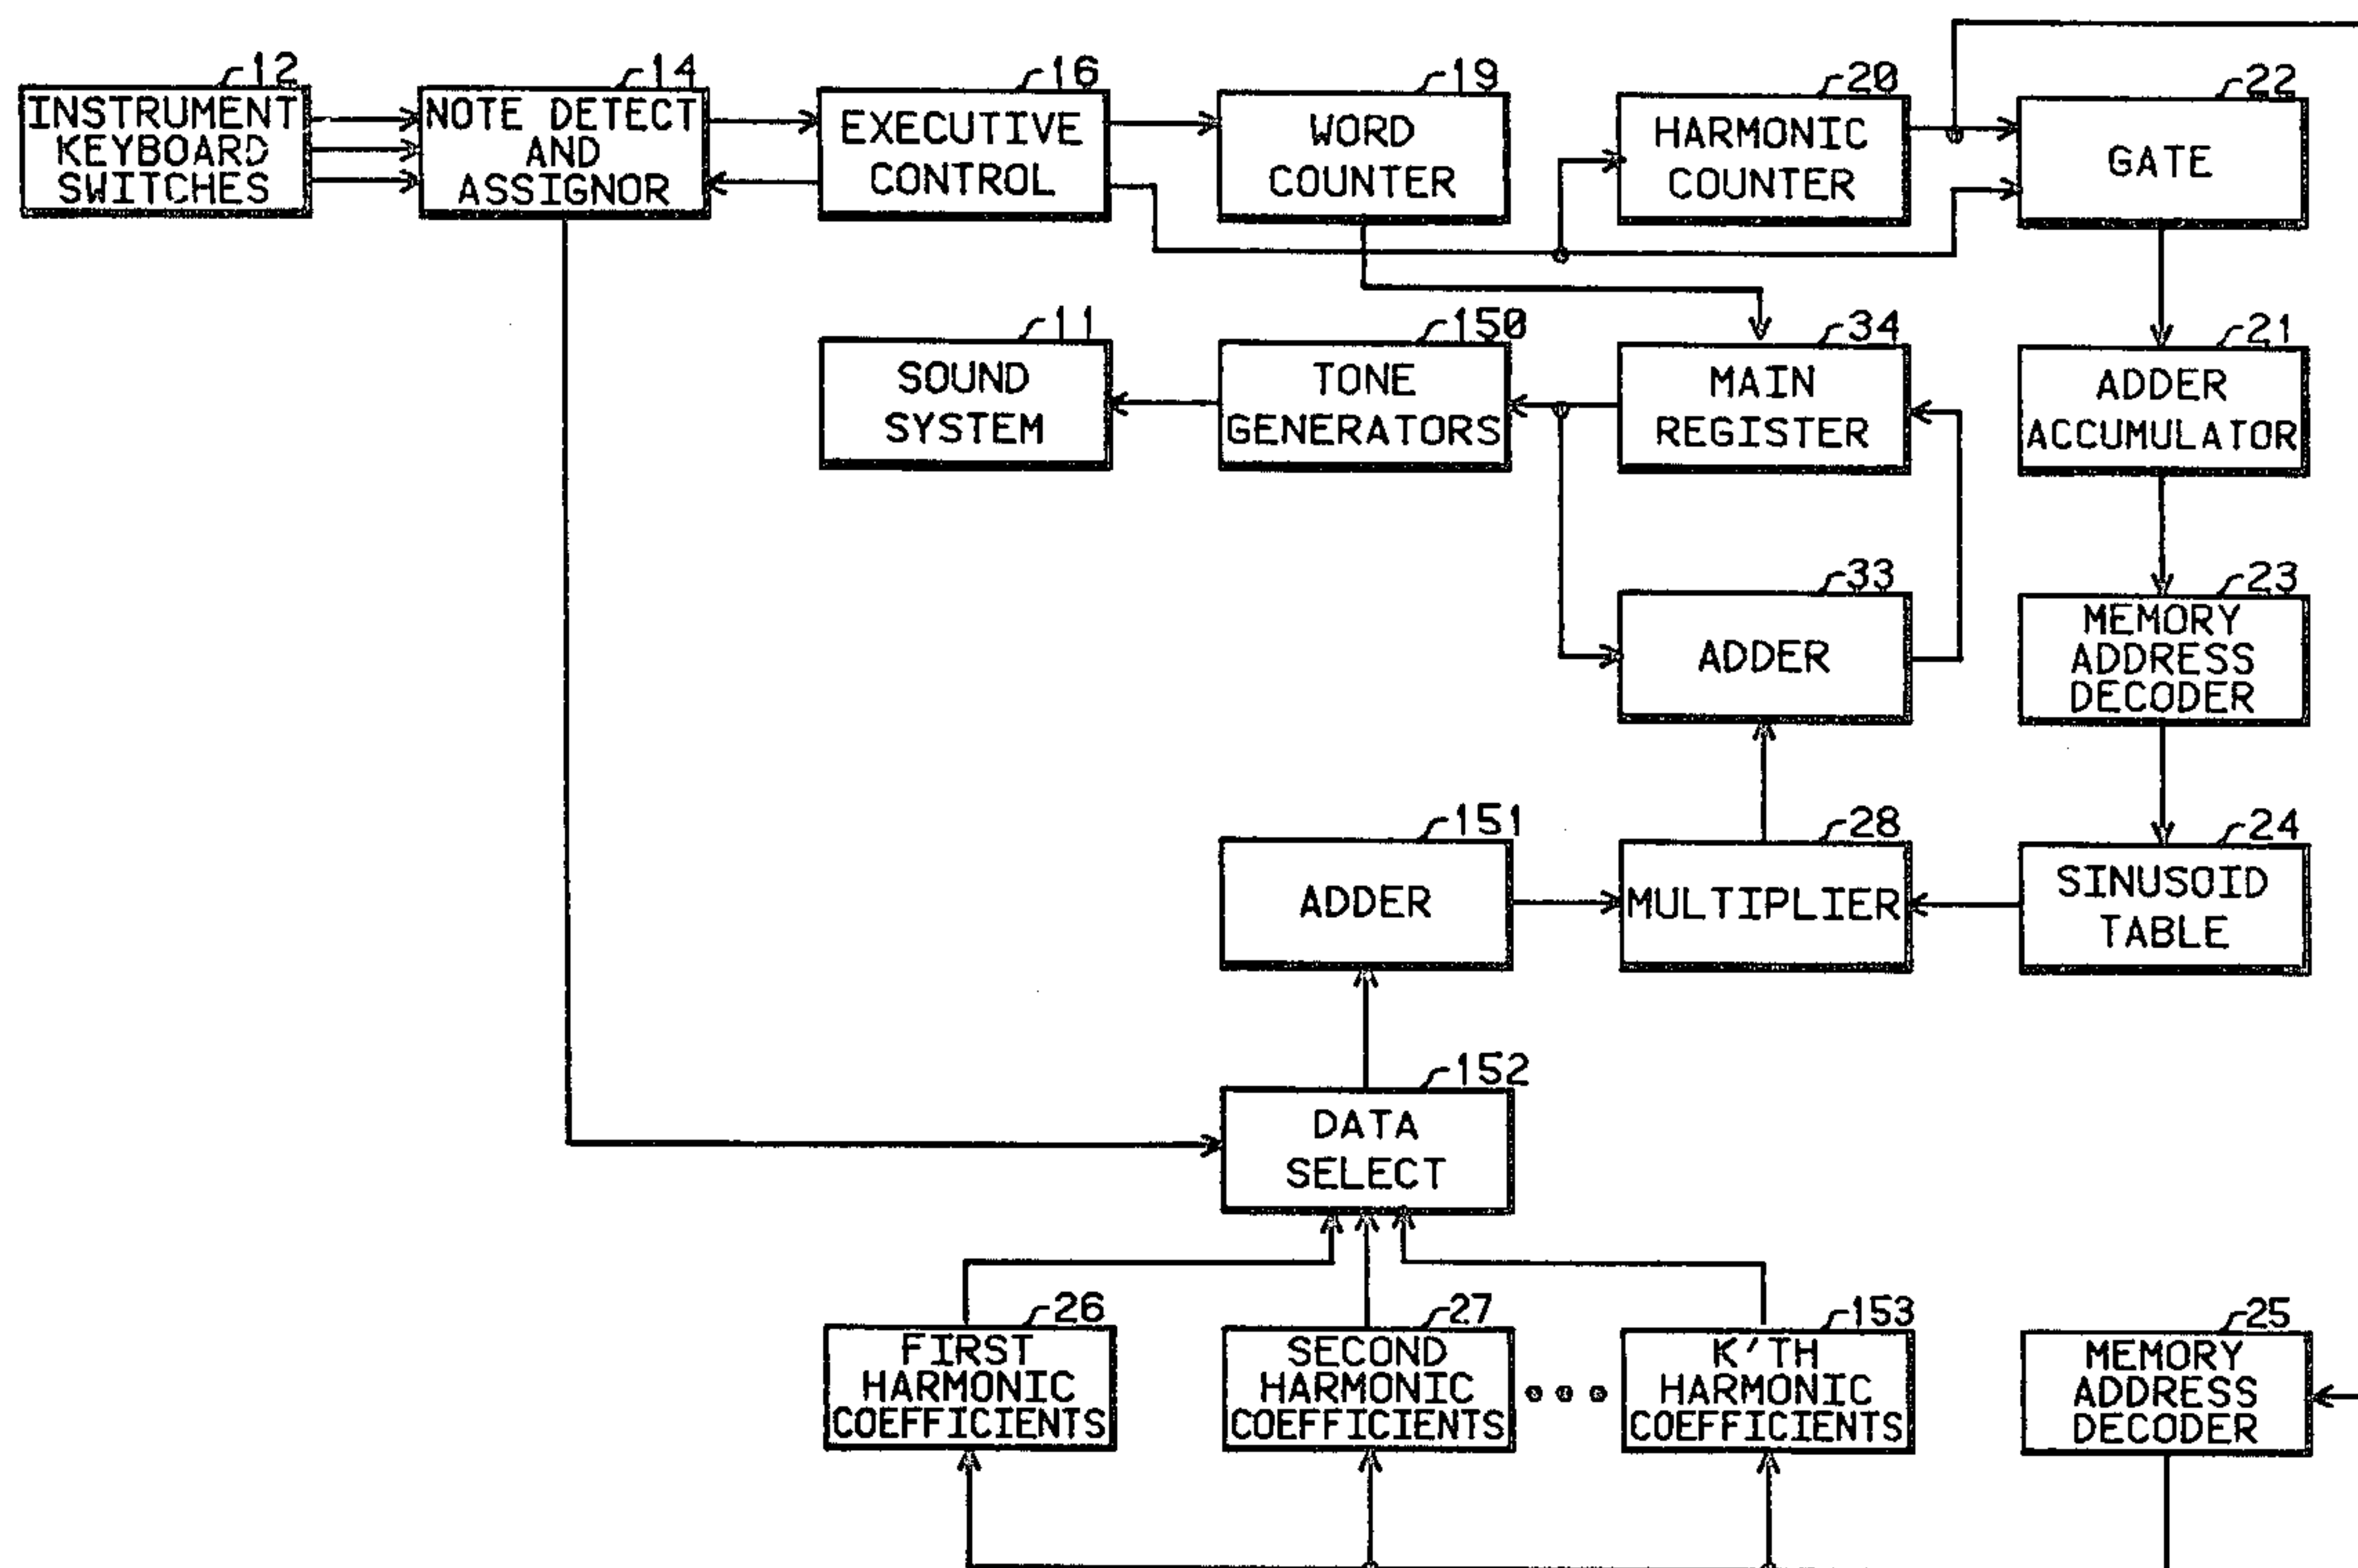 12
INSTRUMENT
KEYBOARD
SWITCHES
14
NOTE DETECT
AND
ASSIGNOR
16
EXECUTIVE
CONTROL
19
WORD
COUNTER
20
HARMONIC
COUNTER
22
GATE
11
SOUND
SYSTEM
150
TONE
GENERATORS
34
MAIN
REGISTER
21
ADDER
ACCUMULATOR
33
ADDER
23
MEMORY
ADDRESS
DECODER
151
ADDER
28
MULTIPLIER
24
SINUSOID
TABLE
152
DATA
SELECT
26
FIRST
HARMONIC
COEFFICIENTS
27
SECOND
HARMONIC
COEFFICIENTS
153
K'TH
HARMONIC
COEFFICIENTS
25
MEMORY
ADDRESS
DECODER